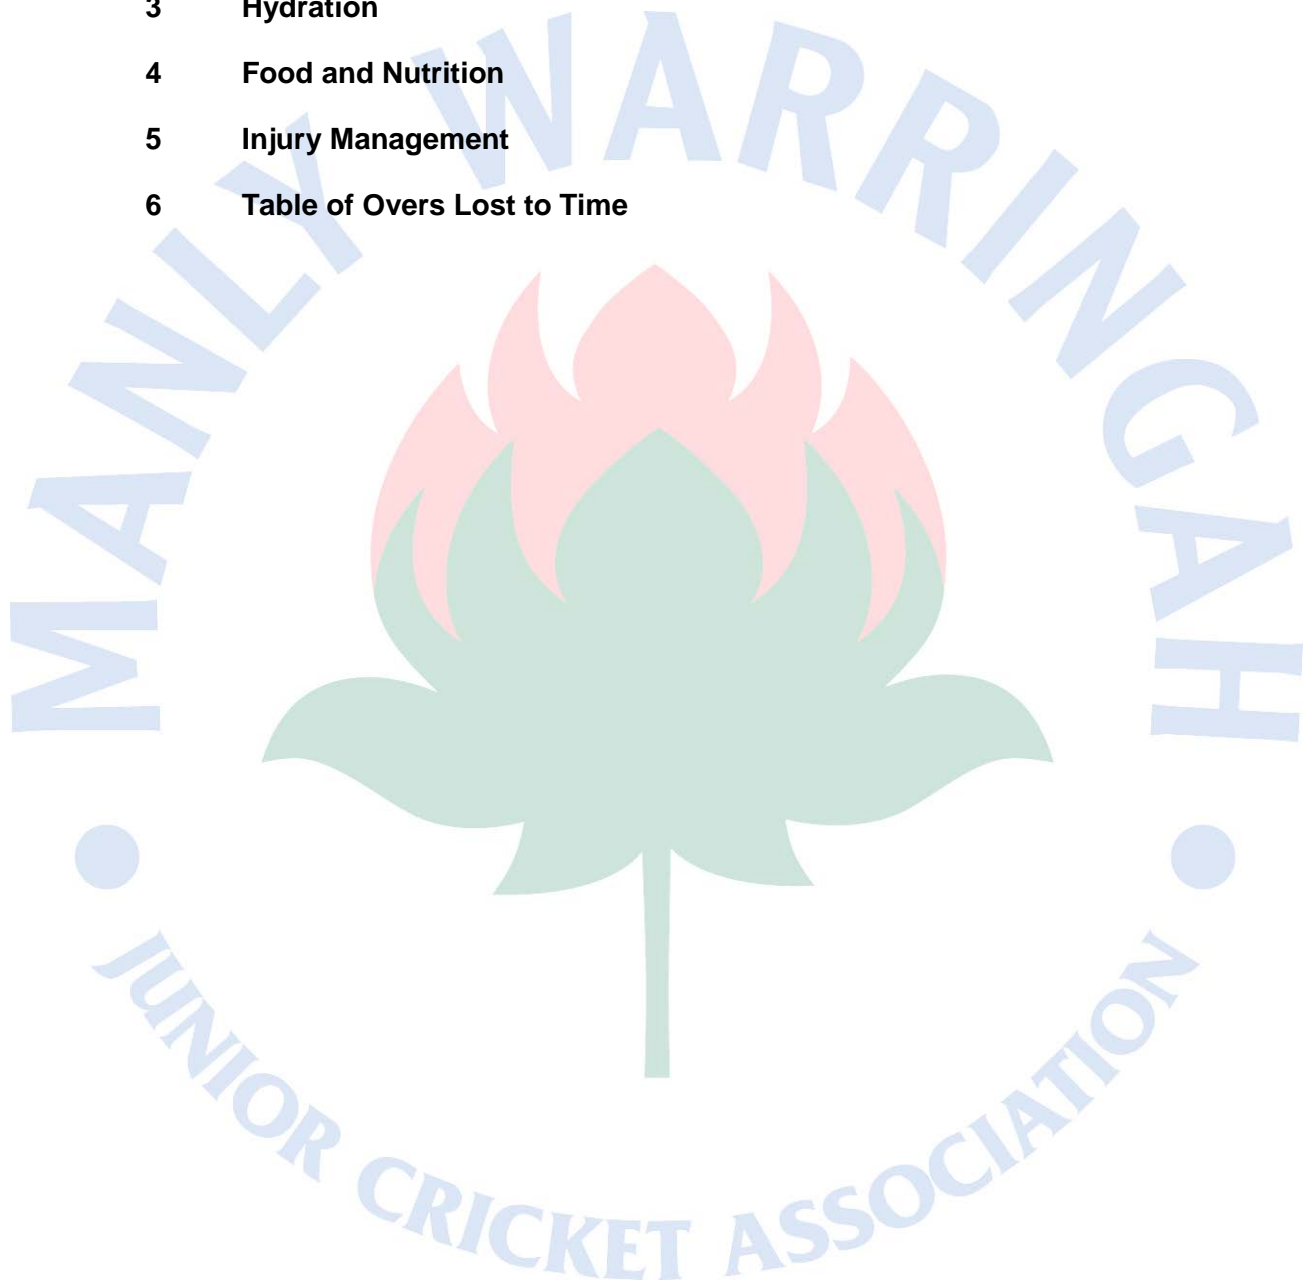 3 Hydration
4 Food and Nutrition
5 Injury Management
6 Table of Overs Lost to Time
MANLY WARRINGAH
JUNIOR CRICKET ASSOCIATION